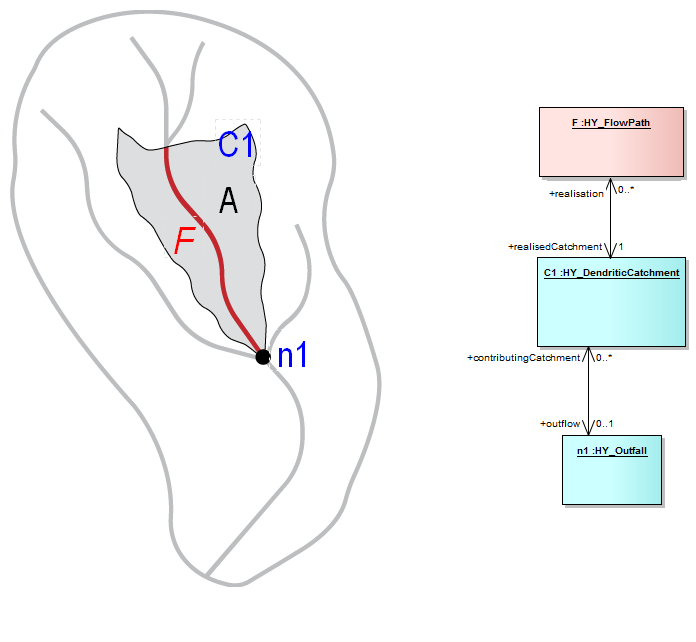 C1
A
F
n1
F :HY_FlowPath
+realisation
0..*
+realisedCatchment
1
C1 :HY_DendriticCatchment
+contributingCatchment
0..*
+outflow
0..1
n1 :HY_Outfall